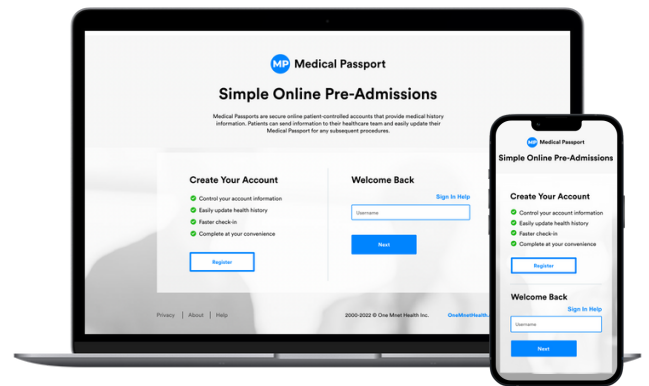 MP Medical Passport
Simple Online Pre-Admissions
Medical Passports are secure online patient-controlled accounts that provide medical history
information. Patients can send information to their healthcare team and easily update their
Medical Passport for any subsequent procedures.
Create Your Account
Control your account information
Easily update health history
Faster check-in
Complete at your convenience
Register
Welcome Back
Sign In Help
Username
Next
Privacy | About | Help
2000-2022 © One Mnet Health Inc.
OneMnetHealth.
MP Medical Passport
Simple Online Pre-Admissions
Create Your Account
Control your account information
Easily update health history
Faster check-in
Complete at your convenience
Register
Welcome Back
Sign In Help
Username
Next